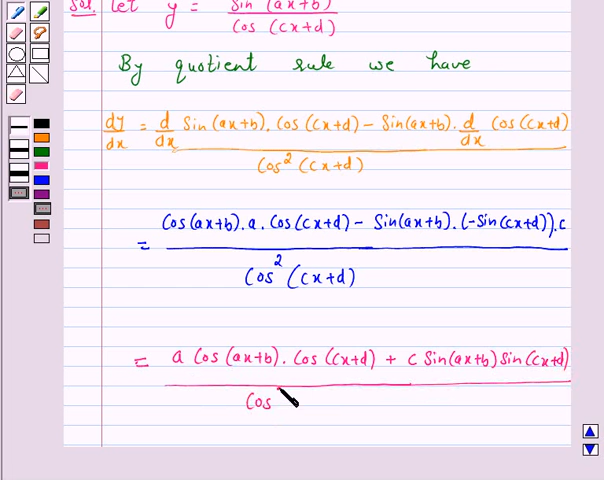 Sol. Let y = Sin (ax+b) / Cos (cx+d)
By quotient rule we have
dy/dx = d/dx Sin(ax+b). Cos (cx+d) - Sin(ax+b). d/dx Cos (cx+d) / Cos² (cx+d)
= Cos(ax+b). a. Cos(cx+d) - Sin(ax+b). (-Sin(cx+d)).c / Cos² (cx+d)
= a Cos (ax+b). Cos (cx+d) + c Sin(ax+b) Sin(cx+d) / Cos